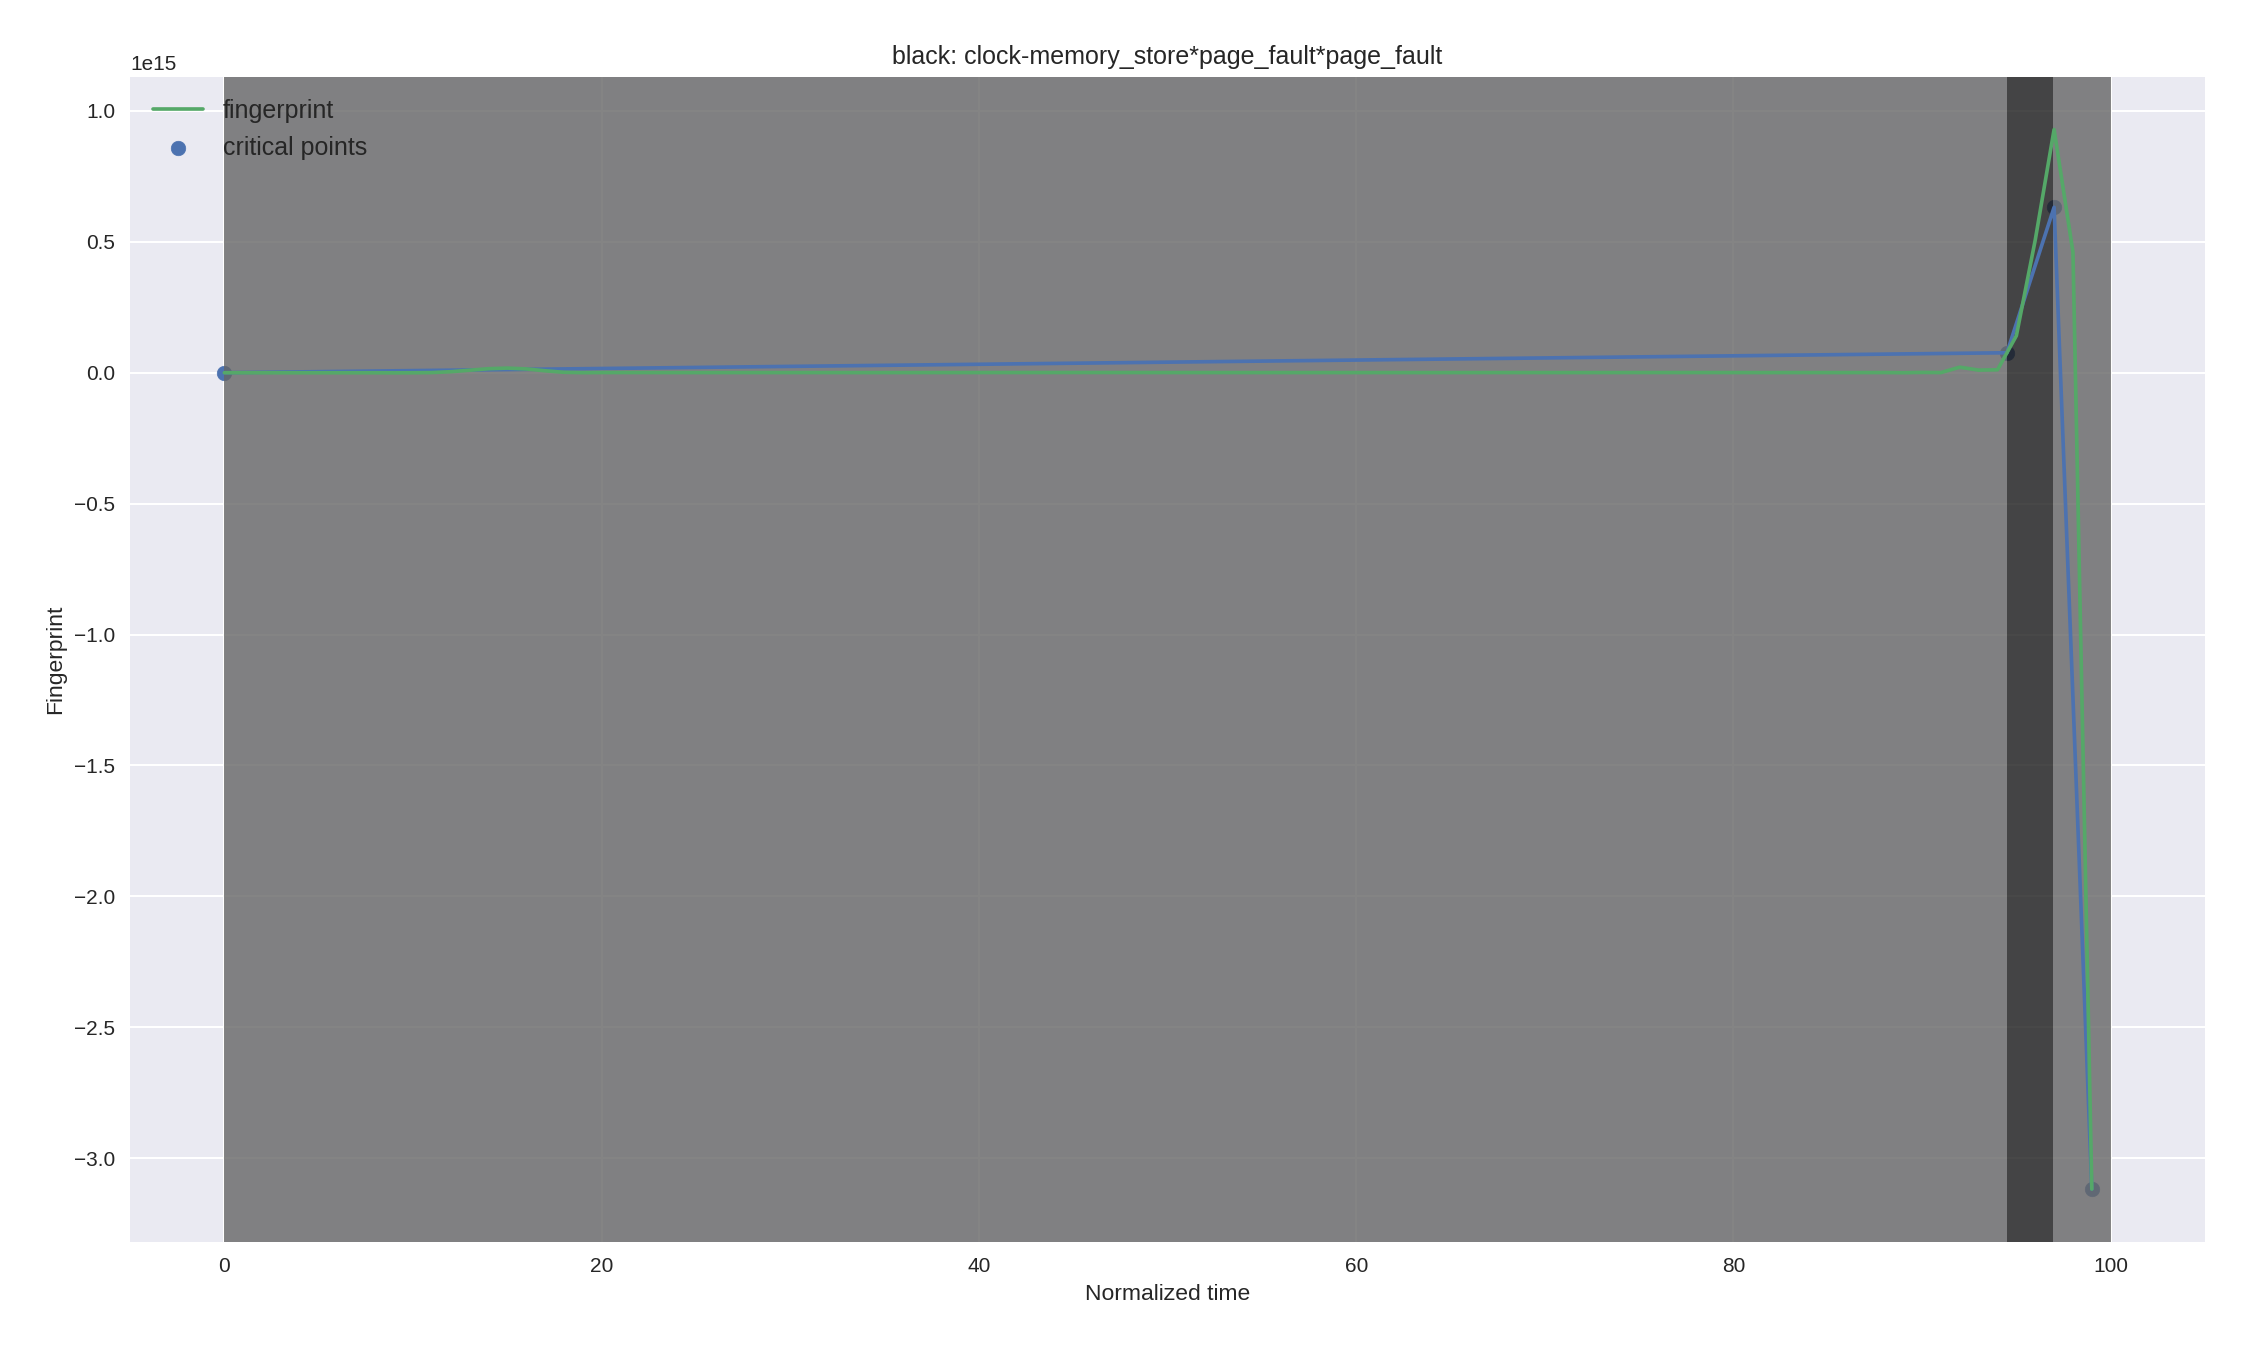 black: clock-memory_store*page_fault*page_fault
1e15
fingerprint
critical points
1.0
0.5
0.0
−0.5
−1.0
−1.5
−2.0
−2.5
−3.0
Fingerprint
0 20 40 60 80 100
Normalized time